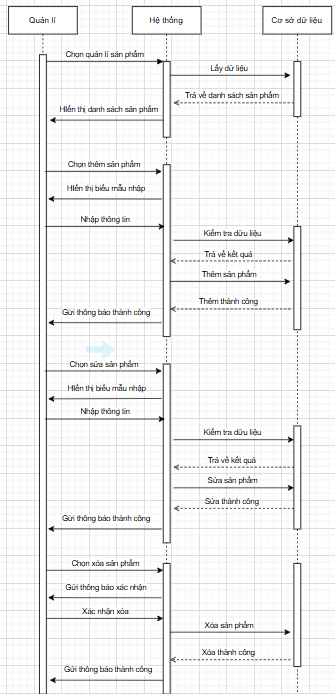 Quản lí
Hệ thống
Cơ sở dữ liệu
Chọn quản lí sản phẩm
Lấy dữ liệu
Trả về danh sách sản phẩm
Hiển thị danh sách sản phẩm
Chọn thêm sản phẩm
Hiển thị biểu mẫu nhập
Nhập thông tin
Kiểm tra dữu liệu
Trả về kết quả
Thêm sản phẩm
Thêm thành công
Gửi thông báo thành công
Chọn sửa sản phẩm
Hiển thị biểu mẫu nhập
Nhập thông tin
Kiểm tra dữu liệu
Trả về kết quả
Sửa sản phẩm
Sửa thành công
Gửi thông báo thành công
Chọn xóa sản phẩm
Gửi thông báo xác nhận
Xác nhận xóa
Xóa sản phẩm
Xóa thành công
Gửi thông báo thành công